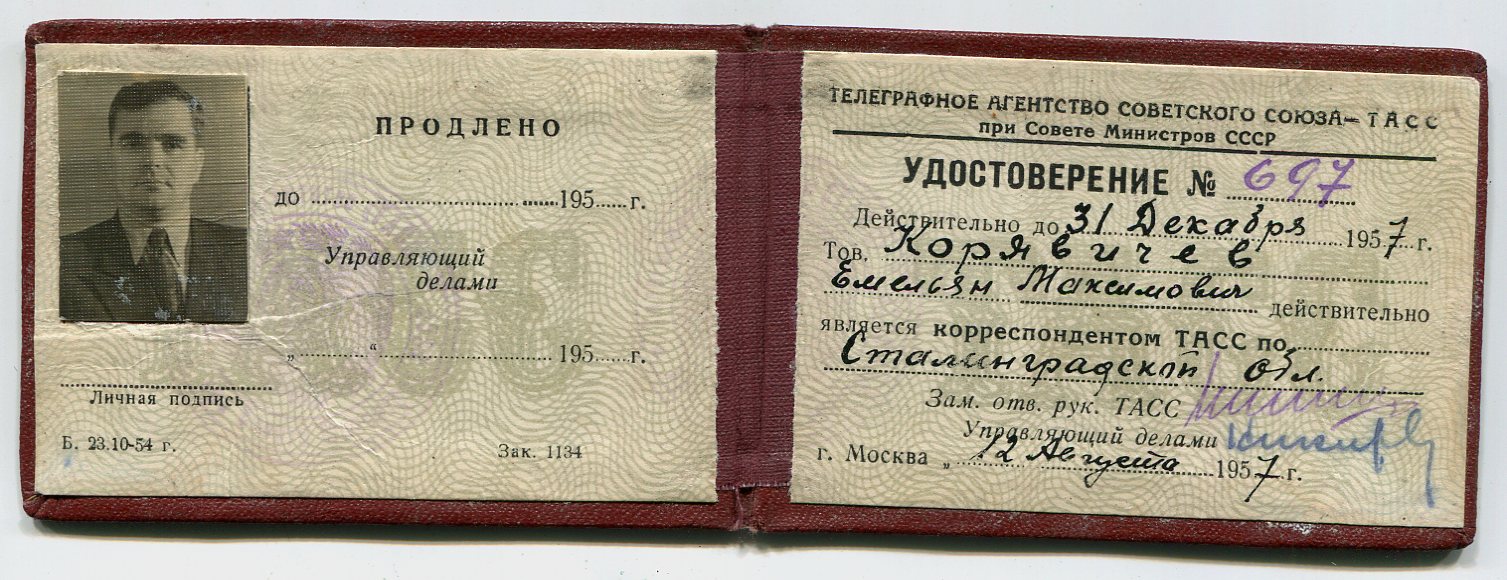 ПРОДЛЕНО
до ..... 195..... г.
Управляющий
делами
„.....“ ..... 195..... г.
Личная подпись
Б. 23.10-54 г.
Зак. 1134
ТЕЛЕГРАФНОЕ АГЕНТСТВО СОВЕТСКОГО СОЮЗА–ТАСС
при Совете Министров СССР
УДОСТОВЕРЕНИЕ № 697
Действительно до 31 Декабря 1957 г.
Тов. Корявичев
Емельян Максимович действительно
является корреспондентом ТАСС по
Сталинградской обл.
Зам. отв. рук. ТАСС
Управляющий делами
г. Москва „ 12 Августа 1957 г.